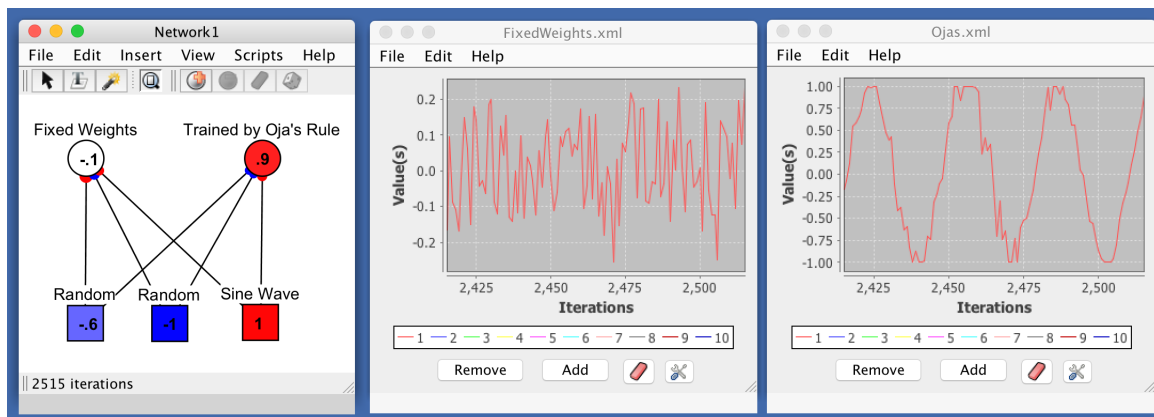 Network1
File Edit Insert View Scripts Help
Fixed Weights Trained by Oja's Rule
-.1 .9
Random Random Sine Wave
-.6 -1 1
2515 iterations
FixedWeights.xml
File Edit Help
Value(s)
0.2
0.1
0.0
-0.1
-0.2
2,425 2,450 2,475 2,500
Iterations
1 2 3 4 5 6 7 8 9 10
Remove Add
Ojas.xml
File Edit Help
Value(s)
1.00
0.75
0.50
0.25
0.00
-0.25
-0.50
-0.75
-1.00
2,425 2,450 2,475 2,500
Iterations
1 2 3 4 5 6 7 8 9 10
Remove Add